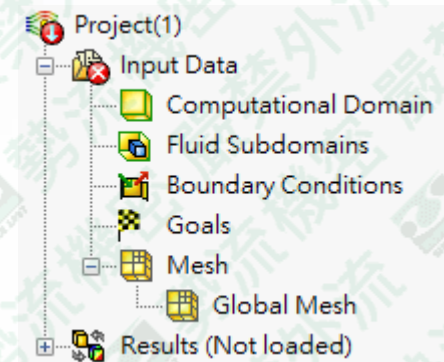 Project(1)
Input Data
Computational Domain
Fluid Subdomains
Boundary Conditions
Goals
Mesh
Global Mesh
Results (Not loaded)